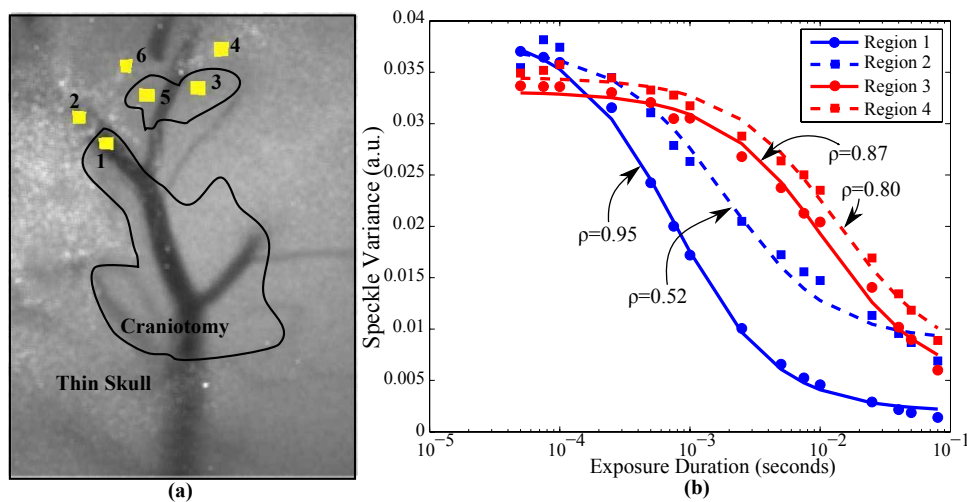 6
4
3
5
2
1
Craniotomy
Thin Skull
(a)
Speckle Variance (a.u.)
0.04
0.035
0.03
0.025
0.02
0.015
0.01
0.005
0
10⁻⁵
10⁻⁴
10⁻³
10⁻²
10⁻¹
Exposure Duration (seconds)
Region 1
Region 2
Region 3
Region 4
ρ=0.87
ρ=0.80
ρ=0.95
ρ=0.52
(b)